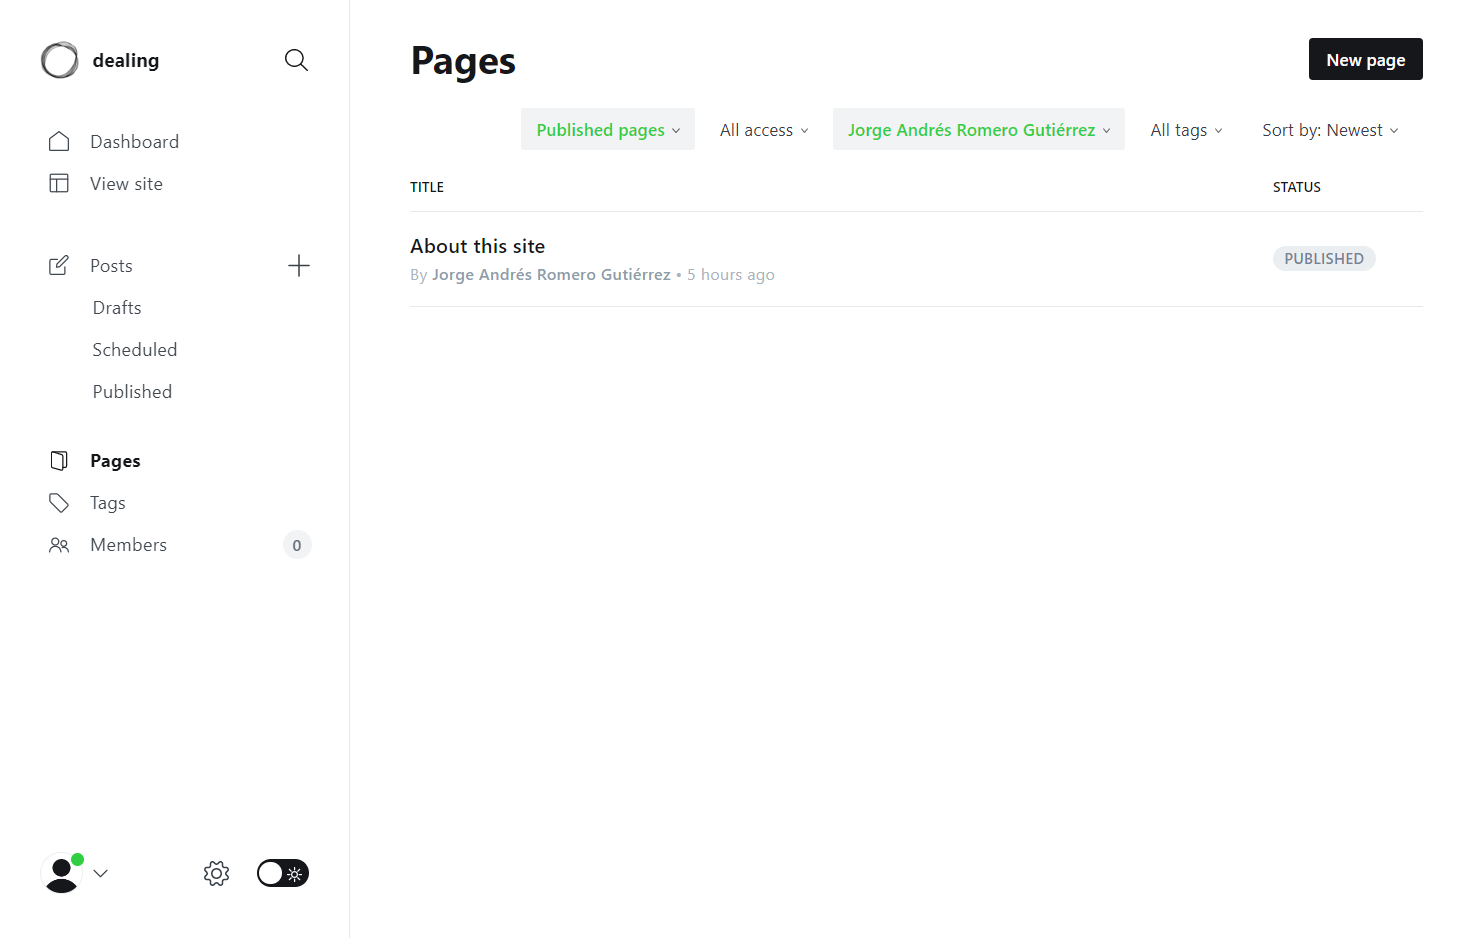 dealing
Dashboard
View site
Posts
Drafts
Scheduled
Published
Pages
Tags
Members
0
Pages
New page
Published pages
All access
Jorge Andrés Romero Gutiérrez
All tags
Sort by: Newest
TITLE
STATUS
About this site
By Jorge Andrés Romero Gutiérrez • 5 hours ago
PUBLISHED